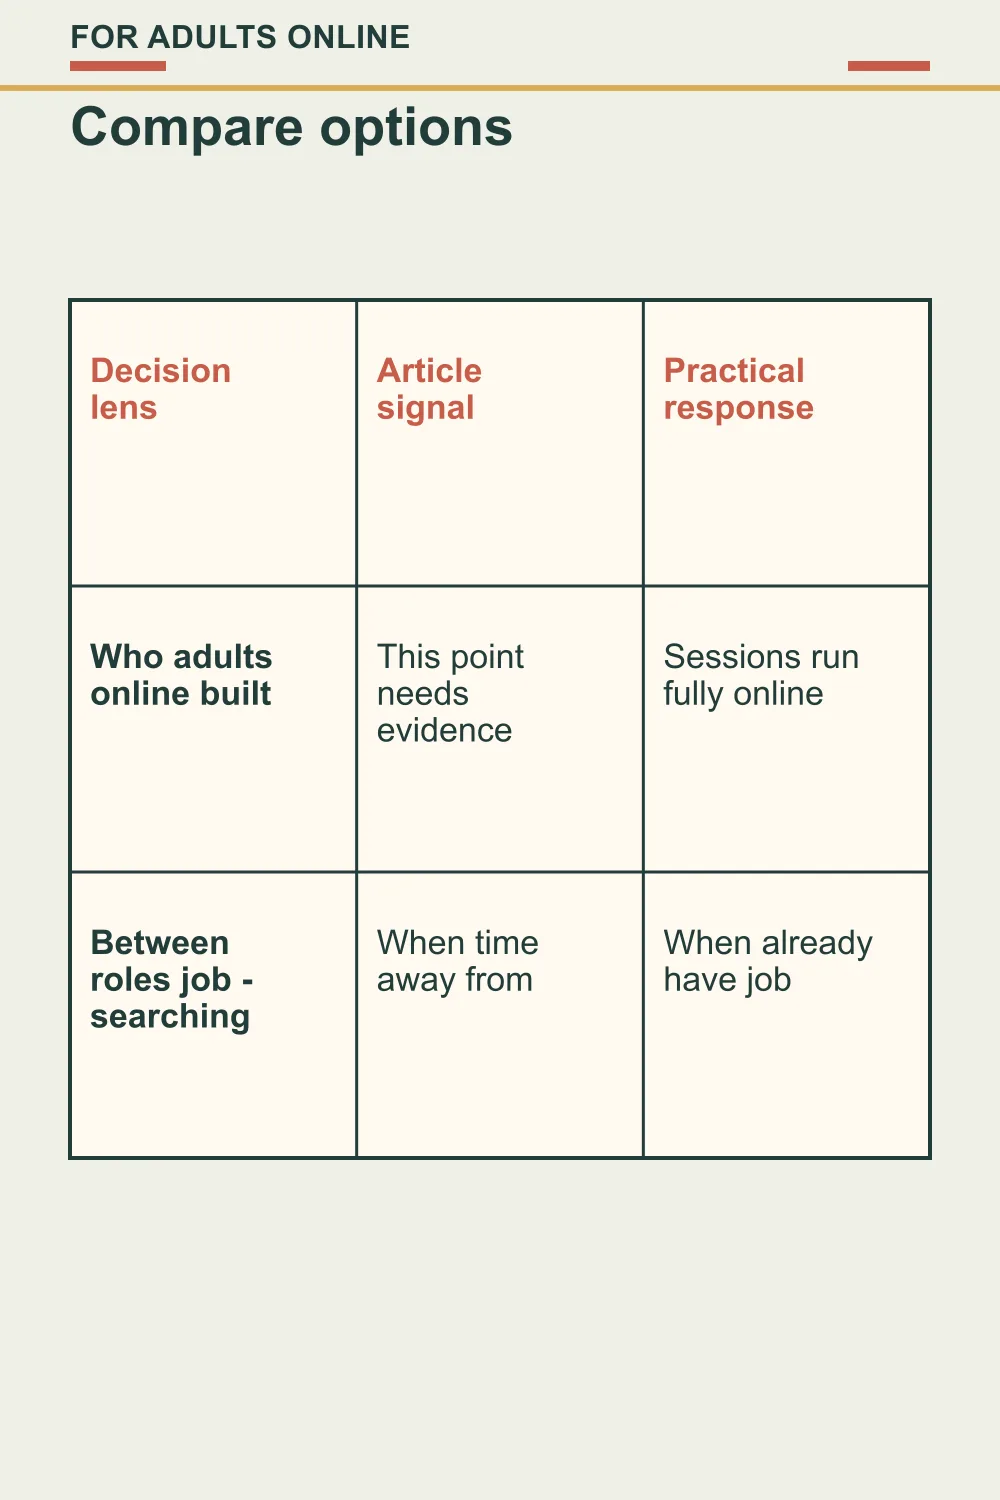 FOR ADULTS ONLINE
Compare options
Decision
lens
Article
signal
Practical
response
Who adults
online built
This point
needs
evidence
Sessions run
fully online
Between
roles job -
searching
When time
away from
When already
have job